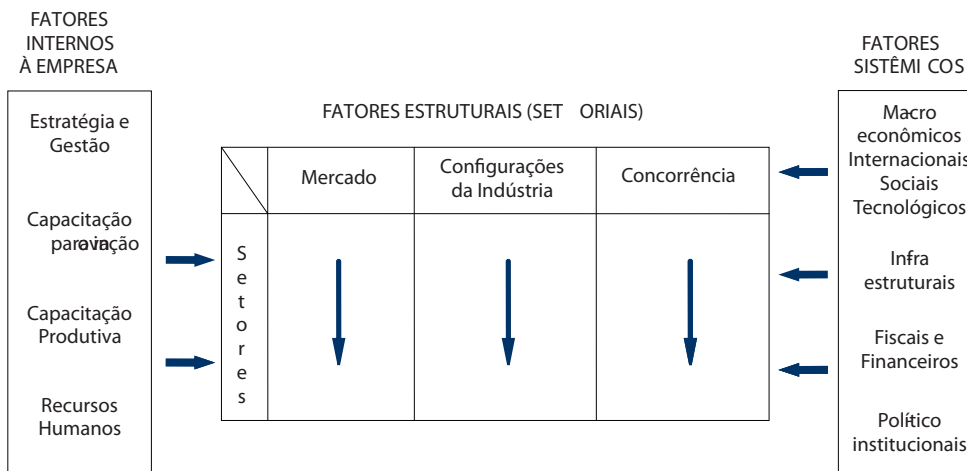 FATORES
INTERNOS
À EMPRESA
Estratégia e
Gestão
Capacitação
Capacitação
Produtiva
Recursos
Humanos
FATORES ESTRUTURAIS (SET ORIAIS)
Mercado
Configurações
da Indústria
Concorrência
Setores
FATORES
SISTÊMI COS
Macro
econômicos
Internacionais
Sociais
Tecnológicos
Infra
estruturais
Fiscais e
Financeiros
Político
institucionais